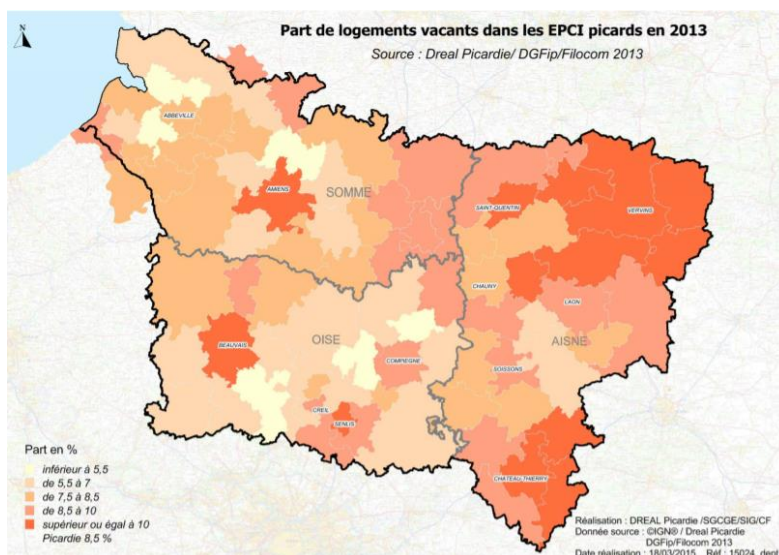 Part de logements vacants dans les EPCI picards en 2013
Source : Dreal Picardie/ DGFip/Filocom 2013
N
ABBEVILLE
AMIENS
SOMME
SAINT-QUENTIN
VERVINS
CHAUNY
LAON
BEAUVAIS
OISE
COMPIEGNE
AISNE
SOISSONS
CREIL
SENLIS
CHATEAU-THIERRY
Part en %
inférieur à 5,5
de 5,5 à 7
de 7,5 à 8,5
de 8,5 à 10
supérieur ou égal à 10
Picardie 8,5 %
Réalisation : DREAL Picardie /SGCGE/SIG/CF
Donnée source : ©IGN® / Dreal Picardie
DGFip/Filocom 2013
Date réalisation : 18/03/2015 Réf : 15024